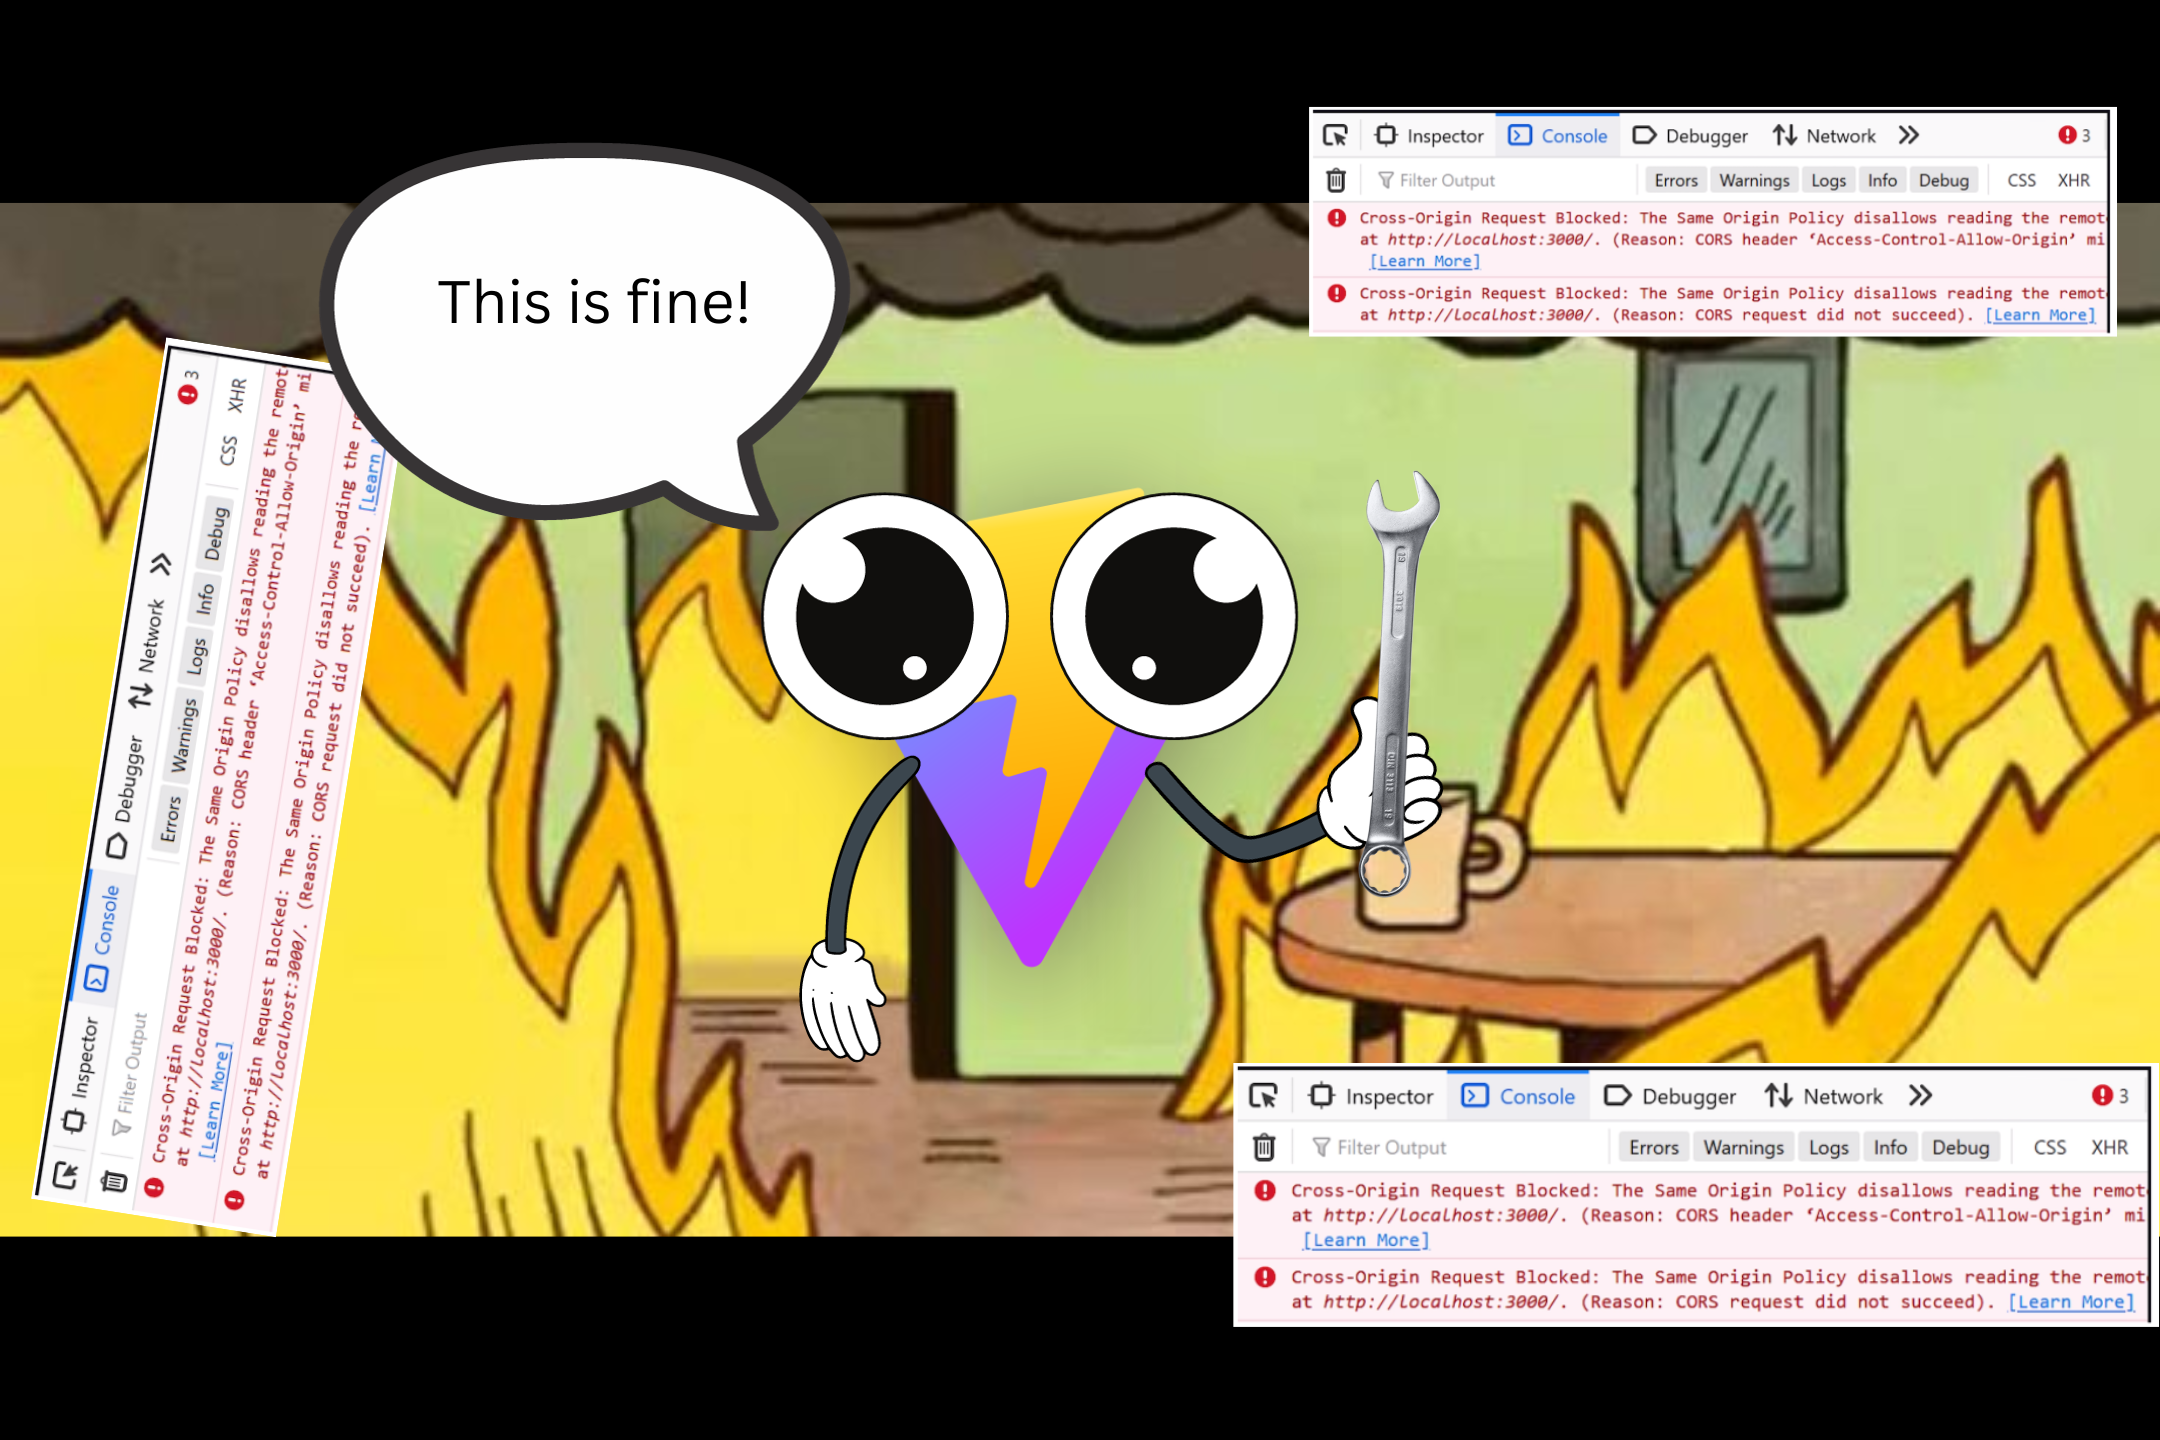 This is fine!
Inspector Console Debugger Network 3
Filter Output Errors Warnings Logs Info Debug CSS XHR
Cross-Origin Request Blocked: The Same Origin Policy disallows reading the remot
at http://localhost:3000/. (Reason: CORS header ‘Access-Control-Allow-Origin’ mi
[Learn More]
Cross-Origin Request Blocked: The Same Origin Policy disallows reading the remot
at http://localhost:3000/. (Reason: CORS request did not succeed). [Learn More]
Inspector Console Debugger Network 3
Filter Output Errors Warnings Logs Info Debug CSS XHR
Cross-Origin Request Blocked: The Same Origin Policy disallows reading the remot
at http://localhost:3000/. (Reason: CORS header ‘Access-Control-Allow-Origin’ mi
[Learn More]
Cross-Origin Request Blocked: The Same Origin Policy disallows reading the r
at http://localhost:3000/. (Reason: CORS request did not succeed). [Learn M
Inspector Console Debugger Network 3
Filter Output Errors Warnings Logs Info Debug CSS XHR
Cross-Origin Request Blocked: The Same Origin Policy disallows reading the remot
at http://localhost:3000/. (Reason: CORS header ‘Access-Control-Allow-Origin’ mi
[Learn More]
Cross-Origin Request Blocked: The Same Origin Policy disallows reading the remot
at http://localhost:3000/. (Reason: CORS request did not succeed). [Learn More]